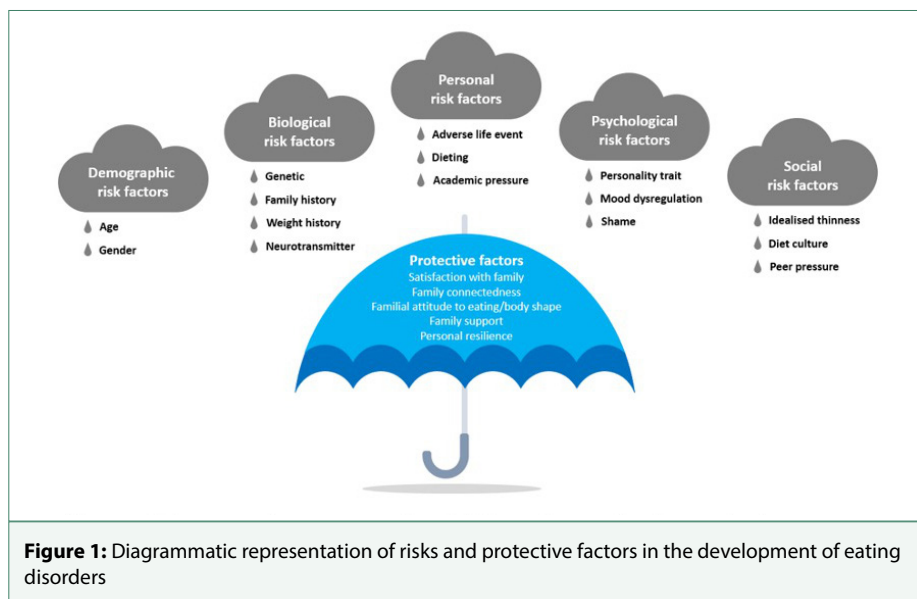 Demographic
risk factors
Age
Gender
Biological
risk factors
Genetic
Family history
Weight history
Neurotransmitter
Personal
risk factors
Adverse life event
Dieting
Academic pressure
Psychological
risk factors
Personality trait
Mood dysregulation
Shame
Social
risk factors
Idealised thinness
Diet culture
Peer pressure
Protective factors
Satisfaction with family
Family connectedness
Familial attitude to eating/body shape
Family support
Personal resilience
Figure 1: Diagrammatic representation of risks and protective factors in the development of eating
disorders